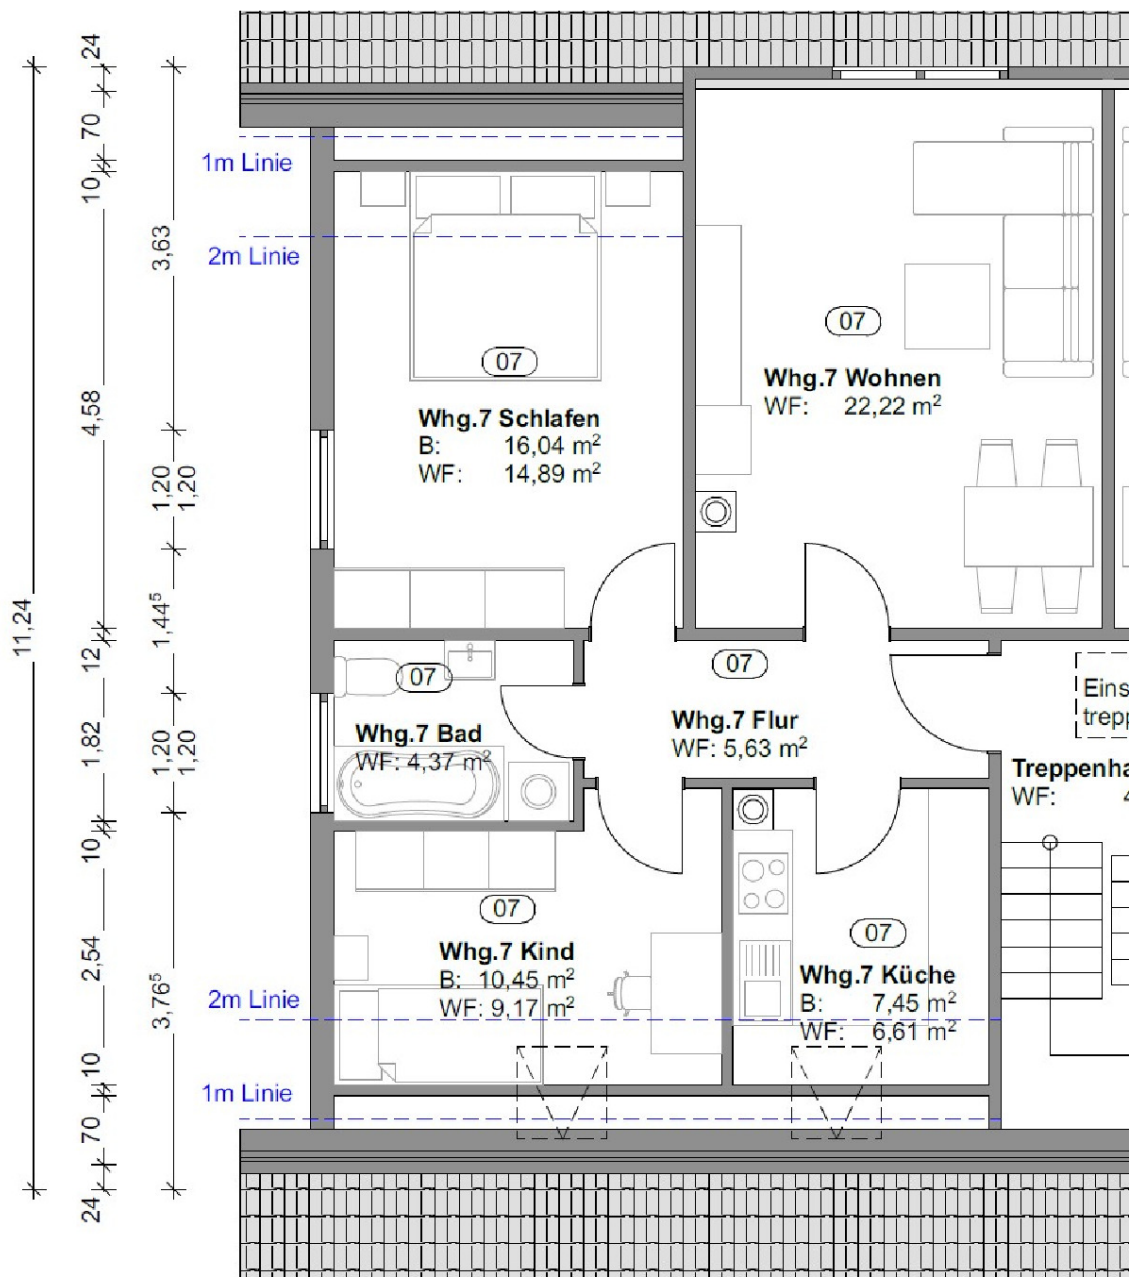 24
70
10
4,58
12
1,82
10
2,54
10
70
24
11,24
3,63
1,20
1,20
1,44⁵
1,20
1,20
3,76⁵
1m Linie
2m Linie
07
Whg.7 Schlafen
B: 16,04 m²
WF: 14,89 m²
07
Whg.7 Wohnen
WF: 22,22 m²
07
Whg.7 Bad
WF: 4,37 m²
07
Whg.7 Flur
WF: 5,63 m²
Eins
trepp
Treppenha
WF: 4
07
Whg.7 Kind
B: 10,45 m²
WF: 9,17 m²
07
Whg.7 Küche
B: 7,45 m²
WF: 6,61 m²
2m Linie
1m Linie